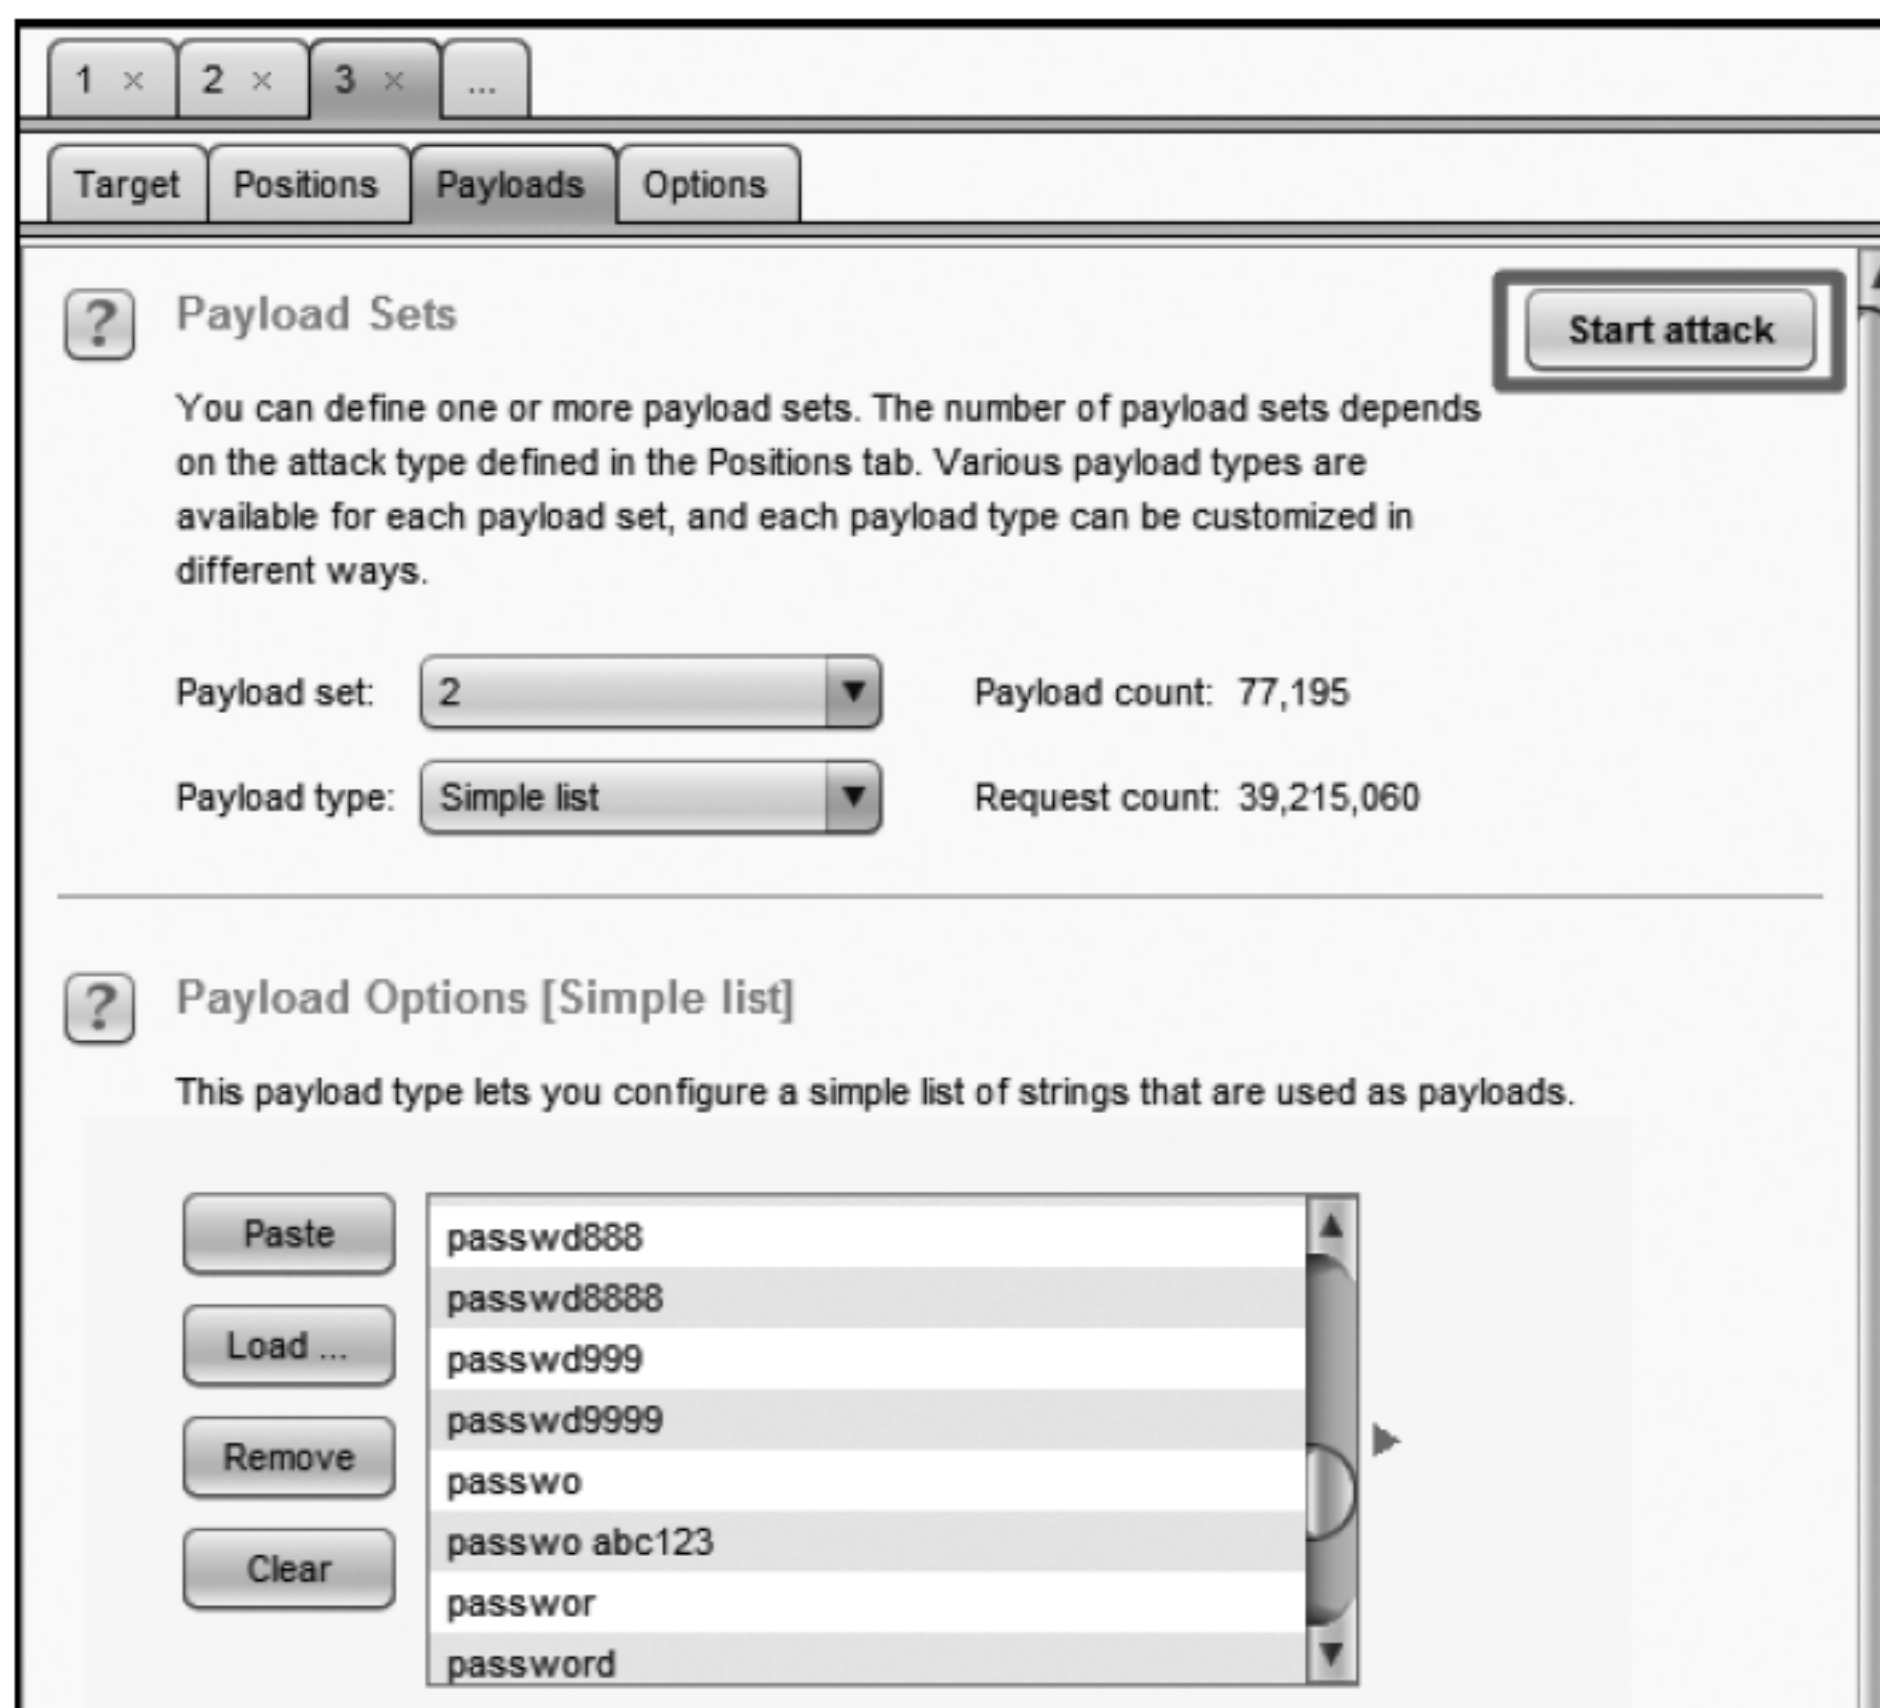 1 × 2 × 3 × ...
Target Positions Payloads Options
? Payload Sets Start attack
You can define one or more payload sets. The number of payload sets depends
on the attack type defined in the Positions tab. Various payload types are
available for each payload set, and each payload type can be customized in
different ways.
Payload set: 2 Payload count: 77,195
Payload type: Simple list Request count: 39,215,060
? Payload Options [Simple list]
This payload type lets you configure a simple list of strings that are used as payloads.
Paste
Load ...
Remove
Clear
passwd888
passwd8888
passwd999
passwd9999
passwo
passwo abc123
passwor
password